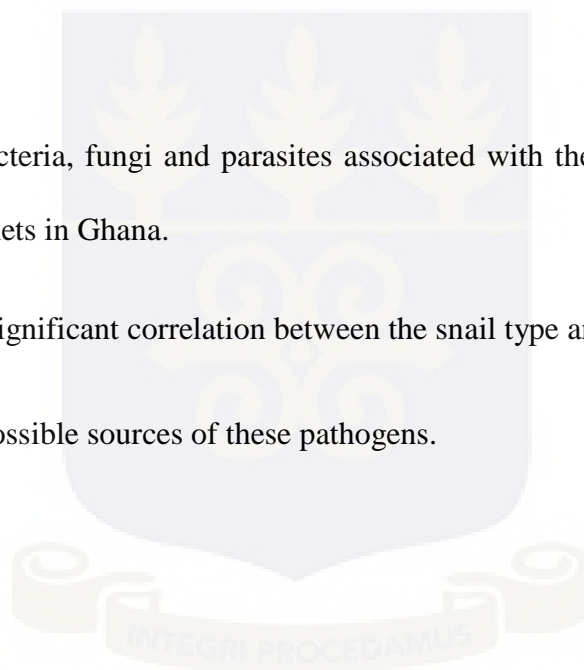 cteria, fungi and parasites associated with the
ets in Ghana.
ignificant correlation between the snail type a
ossible sources of these pathogens.
INTEGRI PROCEDAMUS